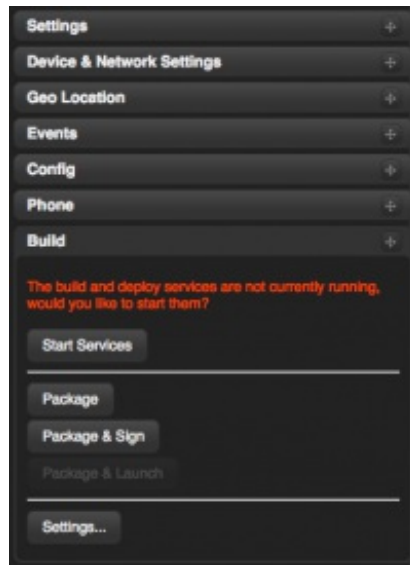 Settings
Device & Network Settings
Geo Location
Events
Config
Phone
Build
The build and deploy services are not currently running,
would you like to start them?
Start Services
Package
Package & Sign
Package & Launch
Settings...